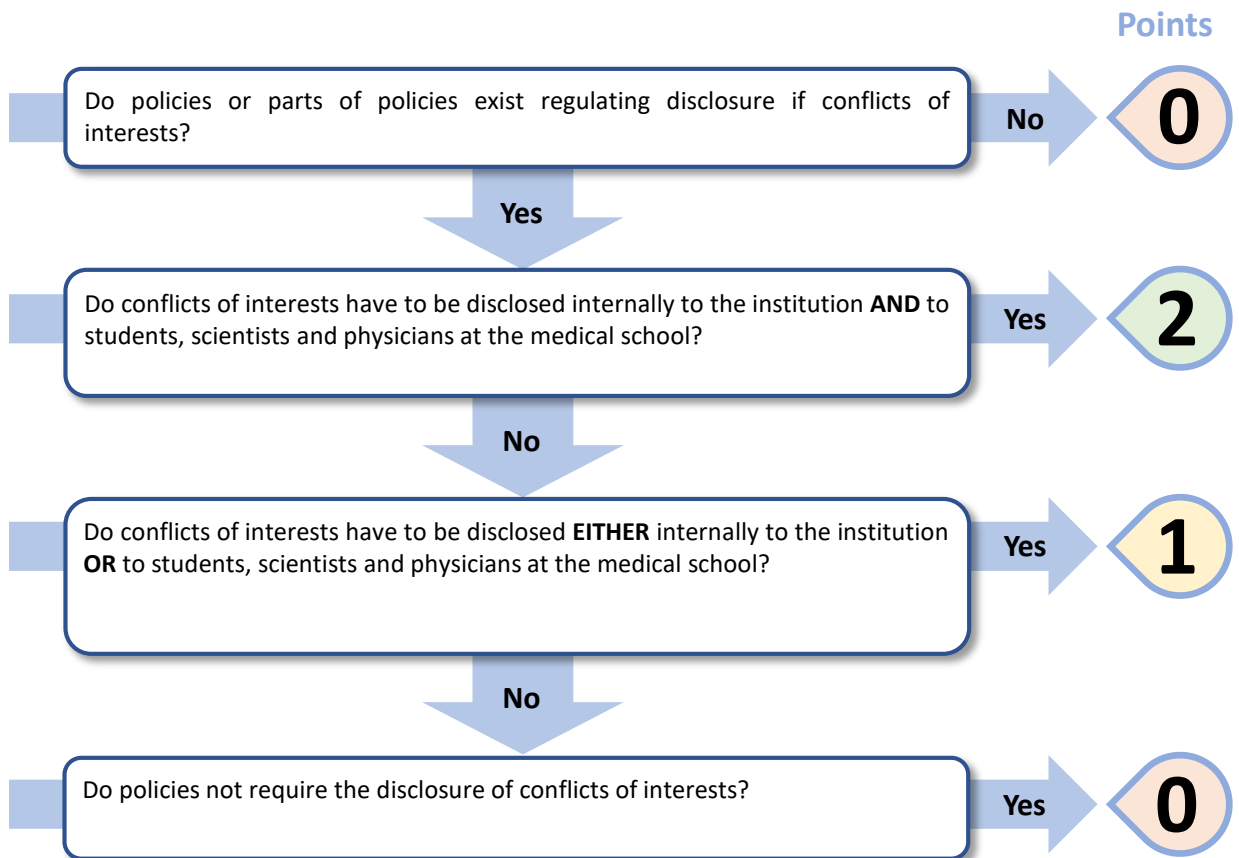 Points
Do policies or parts of policies exist regulating disclosure if conflicts of
interests?
No
0
Yes
Do conflicts of interests have to be disclosed internally to the institution AND to
students, scientists and physicians at the medical school?
Yes
2
No
Do conflicts of interests have to be disclosed EITHER internally to the institution
OR to students, scientists and physicians at the medical school?
Yes
1
No
Do policies not require the disclosure of conflicts of interests?
Yes
0